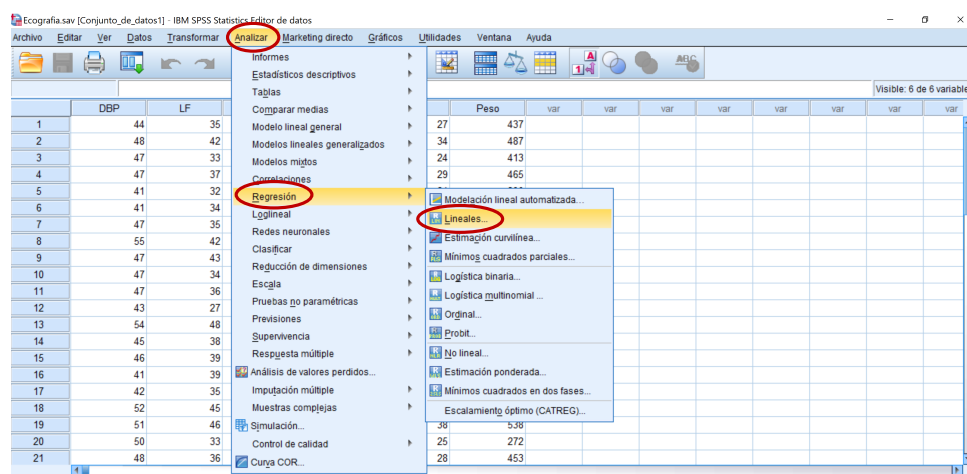 Ecografia.sav [Conjunto_de_datos1] - IBM SPSS Statistics Editor de datos
Archivo Editar Ver Datos Transformar Analizar Marketing directo Gráficos Utilidades Ventana Ayuda
Visible: 6 de 6 variable
DBP LF Peso var var var var var var var
1 44 35 27 437
2 48 42 34 487
3 47 33 24 413
4 47 37 29 465
5 41 32
6 41 34
7 47 35
8 55 42
9 47 43
10 47 34
11 47 36
12 43 27
13 54 48
14 45 38
15 46 39
16 41 39
17 42 35
18 52 45
19 51 46 38 538
20 50 33 25 272
21 48 36 28 453
Informes
Estadísticos descriptivos
Tablas
Comparar medias
Modelo lineal general
Modelos lineales generalizados
Modelos mixtos
Correlaciones
Regresión
Loglineal
Redes neuronales
Clasificar
Reducción de dimensiones
Escala
Pruebas no paramétricas
Previsiones
Supervivencia
Respuesta múltiple
Análisis de valores perdidos...
Imputación múltiple
Muestras complejas
Simulación...
Control de calidad
Curva COR...
Modelación lineal automatizada...
Lineales...
Estimación curvilínea...
Mínimos cuadrados parciales...
Logística binaria...
Logística multinomial ...
Ordinal...
Probit...
No lineal...
Estimación ponderada...
Mínimos cuadrados en dos fases...
Escalamiento óptimo (CATREG)...